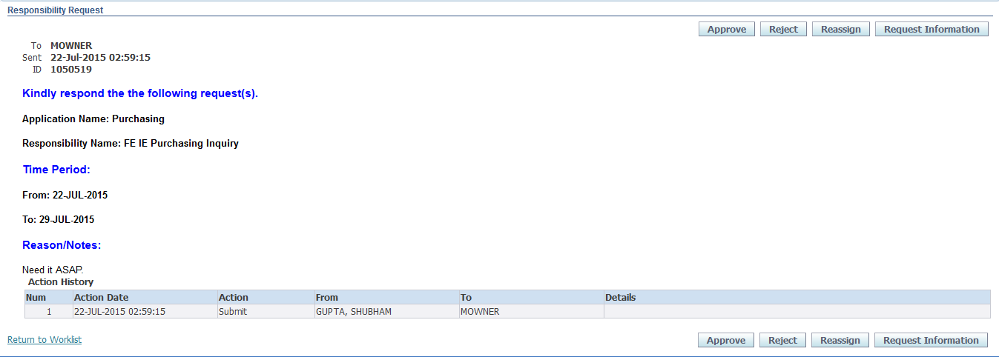 Responsibility Request
Approve Reject Reassign Request Information
To MOWNER
Sent 22-Jul-2015 02:59:15
ID 1050519
Kindly respond the the following request(s).
Application Name: Purchasing
Responsibility Name: FE IE Purchasing Inquiry
Time Period:
From: 22-JUL-2015
To: 29-JUL-2015
Reason/Notes:
Need it ASAP.
Action History
Num Action Date Action From To Details
1 22-JUL-2015 02:59:15 Submit GUPTA, SHUBHAM MOWNER
Return to Worklist Approve Reject Reassign Request Information